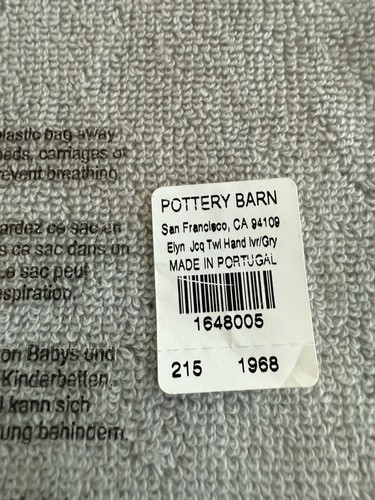 plastic bag away
beds, carriages or
prevent breathing
ardez ce sac en
s ce sac dans un
Le sac peut
espiration.
von Babys und
Kinderbetten.
l kann sich
ung behindern.
POTTERY BARN
San Francisco, CA 94109
Elyn Jcq Twl Hand Ivr/Gry
MADE IN PORTUGAL
1648005
215 1968